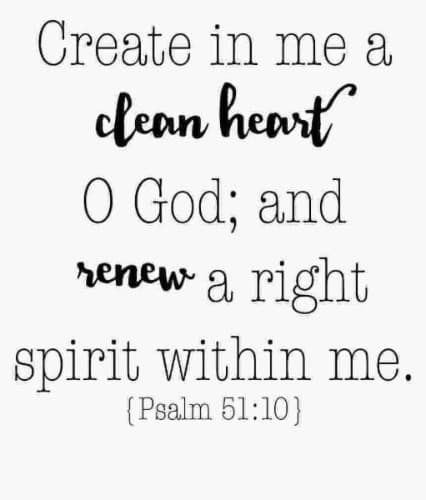 Create in me a
clean heart
O God; and
renew a right
spirit within me.
{Psalm 51:10}